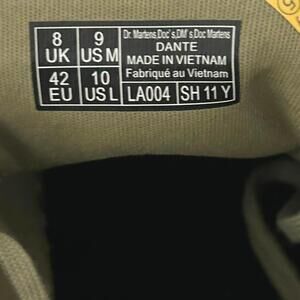 8 UK
9 US M
42 EU
10 US L
Dr. Martens,Doc's,DM's,Doc Martens
DANTE
MADE IN VIETNAM
Fabriqué au Vietnam
LA004
SH 11 Y